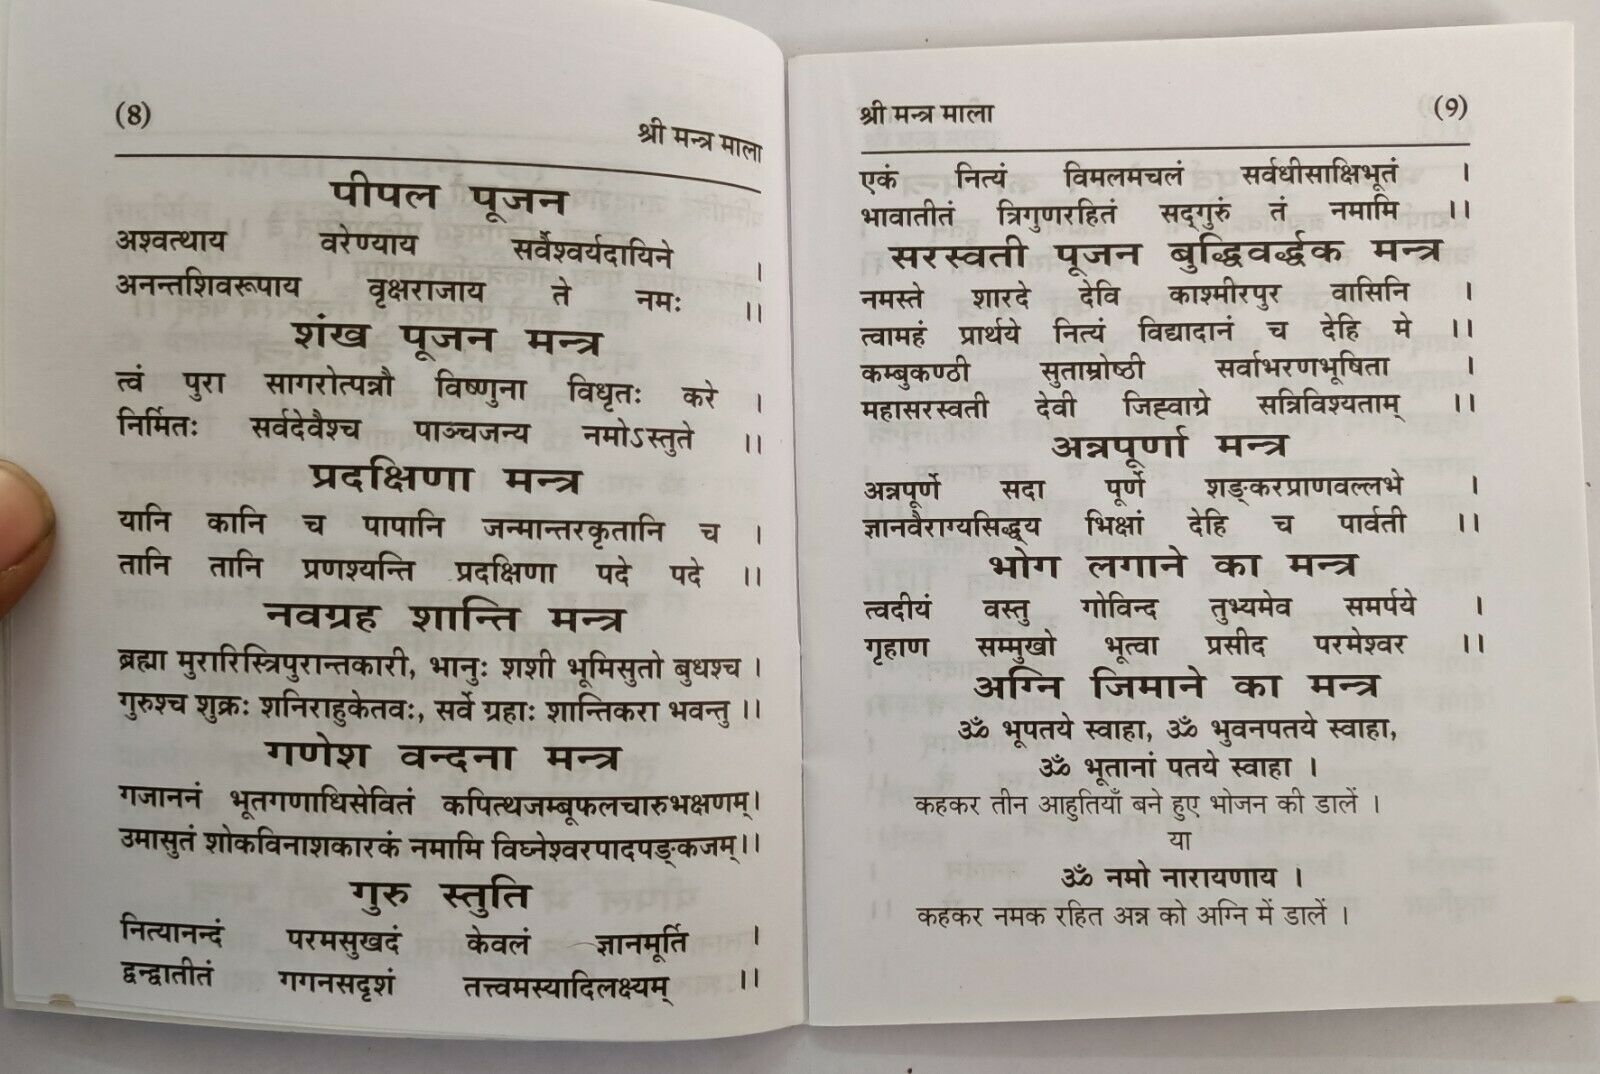 (8)
श्री मन्त्र माला
पीपल पूजन
अश्वत्थाय वरेण्याय सर्वैश्वर्यदायिने ।
अनन्तशिवरूपाय वृक्षराजाय ते नमः ।।
शंख पूजन मन्त्र
त्वं पुरा सागरोत्पन्नौ विष्णुना विधृतः करे ।
निर्मितः सर्वदेवैश्च पाञ्चजन्य नमोऽस्तुते ।।
प्रदक्षिणा मन्त्र
यानि कानि च पापानि जन्मान्तरकृतानि च ।
तानि तानि प्रणश्यन्ति प्रदक्षिणा पदे पदे ।।
नवग्रह शान्ति मन्त्र
ब्रह्मा मुरारिस्त्रिपुरान्तकारी, भानुः शशी भूमिसुतो बुधश्च ।
गुरुश्च शुक्रः शनिराहुकेतवः, सर्वे ग्रहाः शान्तिकरा भवन्तु ।।
गणेश वन्दना मन्त्र
गजाननं भूतगणाधिसेवितं कपित्थजम्बूफलचारुभक्षणम्।
उमासुतं शोकविनाशकारकं नमामि विघ्नेश्वरपादपङ्कजम्।।
गुरु स्तुति
नित्यानन्दं परमसुखदं केवलं ज्ञानमूर्ति ।
द्वन्द्वातीतं गगनसदृशं तत्त्वमस्यादिलक्ष्यम् ।।
श्री मन्त्र माला (9)
एकं नित्यं विमलमचलं सर्वधीसाक्षिभूतं ।
भावातीतं त्रिगुणरहितं सद्‌गुरुं तं नमामि ।।
सरस्वती पूजन बुद्धिवर्द्धक मन्त्र
नमस्ते शारदे देवि काश्मीरपुर वासिनि ।
त्वामहं प्रार्थये नित्यं विद्यादानं च देहि मे ।।
कम्बुकण्ठी सुताम्रोष्ठी सर्वाभरणभूषिता ।
महासरस्वती देवी जिह्वाग्रे सन्निविश्यताम् ।।
अन्नपूर्णा मन्त्र
अन्नपूर्णे सदा पूर्णे शङ्करप्राणवल्लभे ।
ज्ञानवैराग्यसिद्ध्य भिक्षां देहि च पार्वती ।।
भोग लगाने का मन्त्र
त्वदीयं वस्तु गोविन्द तुभ्यमेव समर्पये ।
गृहाण सम्मुखो भूत्वा प्रसीद परमेश्वर ।।
अग्नि जिमाने का मन्त्र
ॐ भूपतये स्वाहा, ॐ भुवनपतये स्वाहा,
ॐ भूतानां पतये स्वाहा ।
कहकर तीन आहुतियाँ बने हुए भोजन की डालें ।
या
ॐ नमो नारायणाय ।
कहकर नमक रहित अन्न को अग्नि में डालें ।